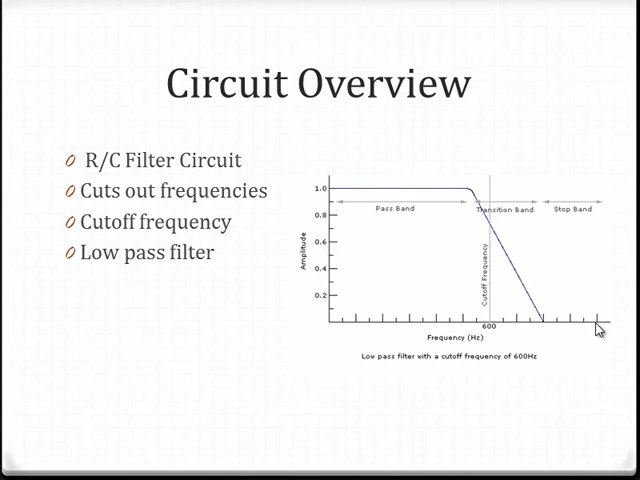 Circuit Overview
R/C Filter Circuit
Cuts out frequencies
Cutoff frequency
Low pass filter
1.0
0.8
0.6
0.4
0.2
Amplitude
Pass Band
Transition Band
Stop Band
Cutoff Frequency
600
Frequency (Hz)
Low pass filter with a cutoff frequency of 600Hz